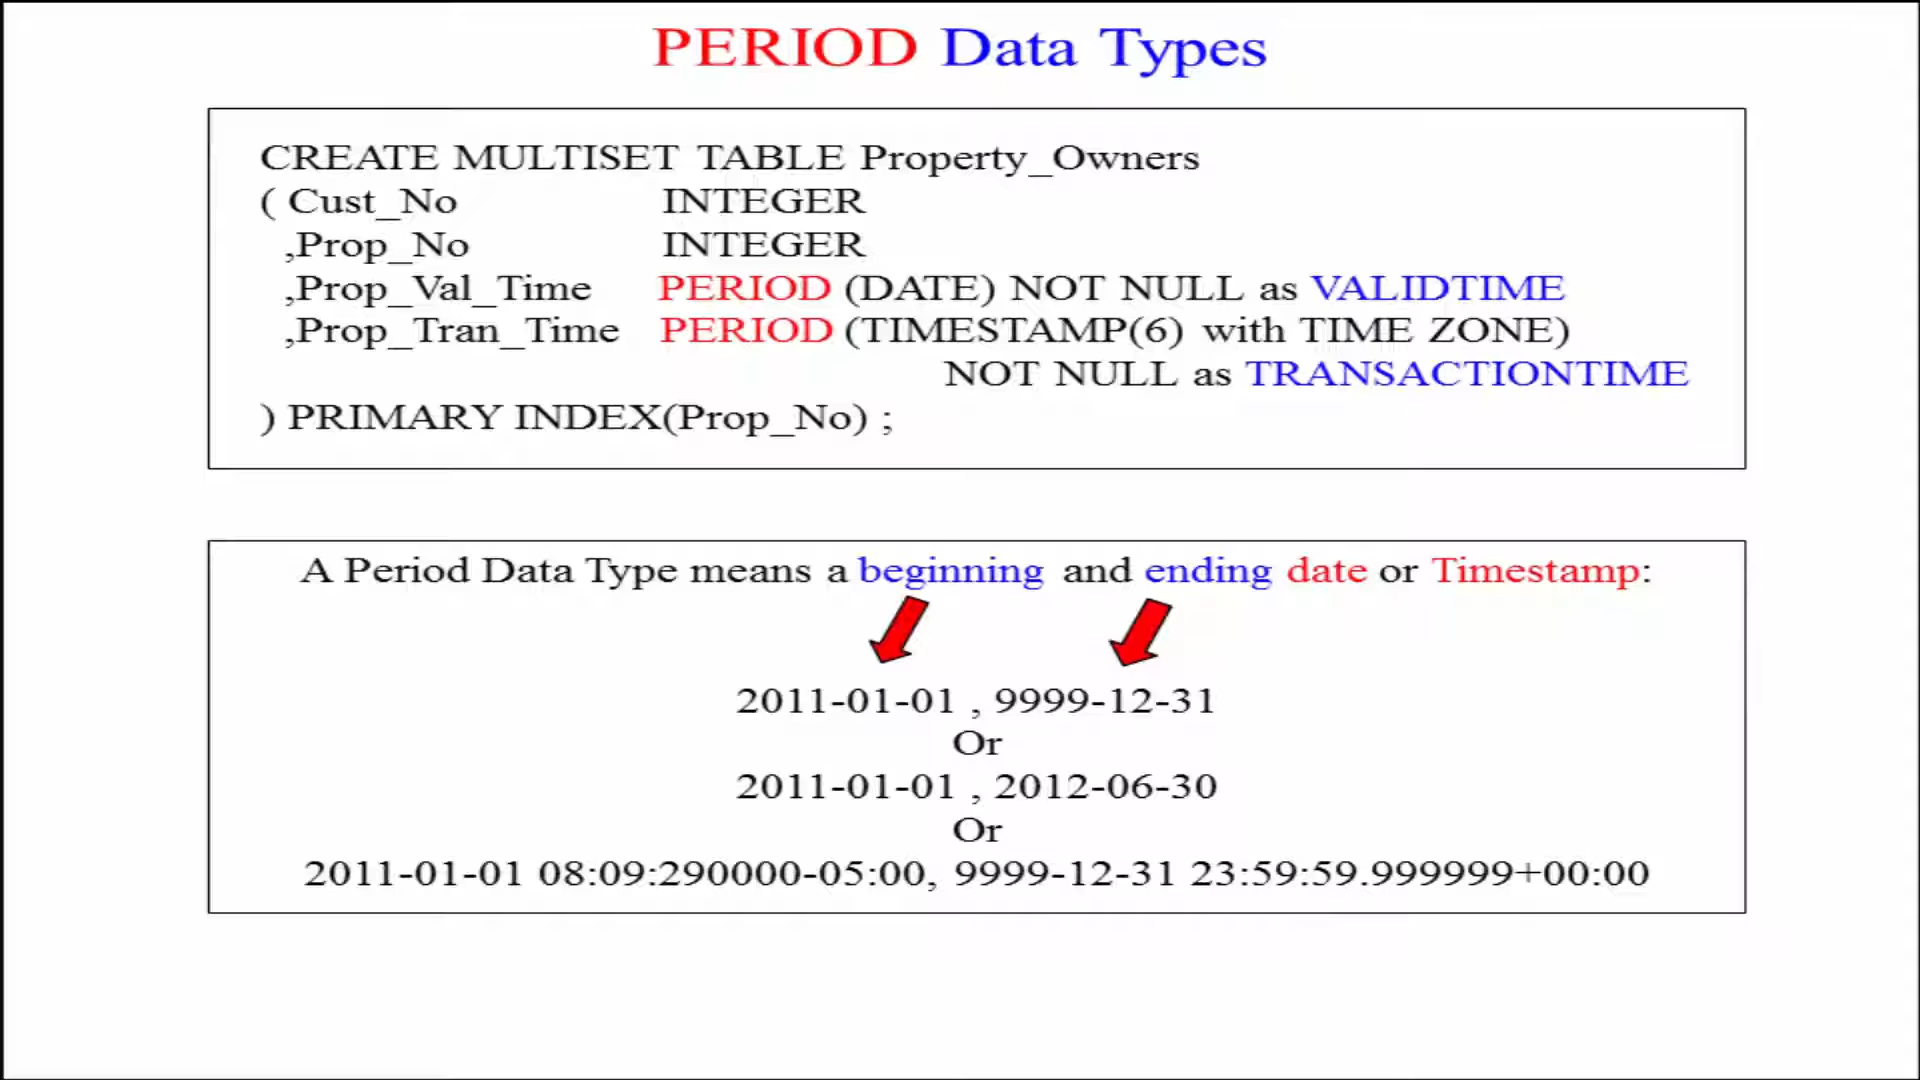 PERIOD Data Types
CREATE MULTISET TABLE Property_Owners
( Cust_No INTEGER
,Prop_No INTEGER
,Prop_Val_Time PERIOD (DATE) NOT NULL as VALIDTIME
,Prop_Tran_Time PERIOD (TIMESTAMP(6) with TIME ZONE)
NOT NULL as TRANSACTIONTIME
) PRIMARY INDEX(Prop_No) ;
A Period Data Type means a beginning and ending date or Timestamp:
2011-01-01 , 9999-12-31
Or
2011-01-01 , 2012-06-30
Or
2011-01-01 08:09:290000-05:00, 9999-12-31 23:59:59.999999+00:00